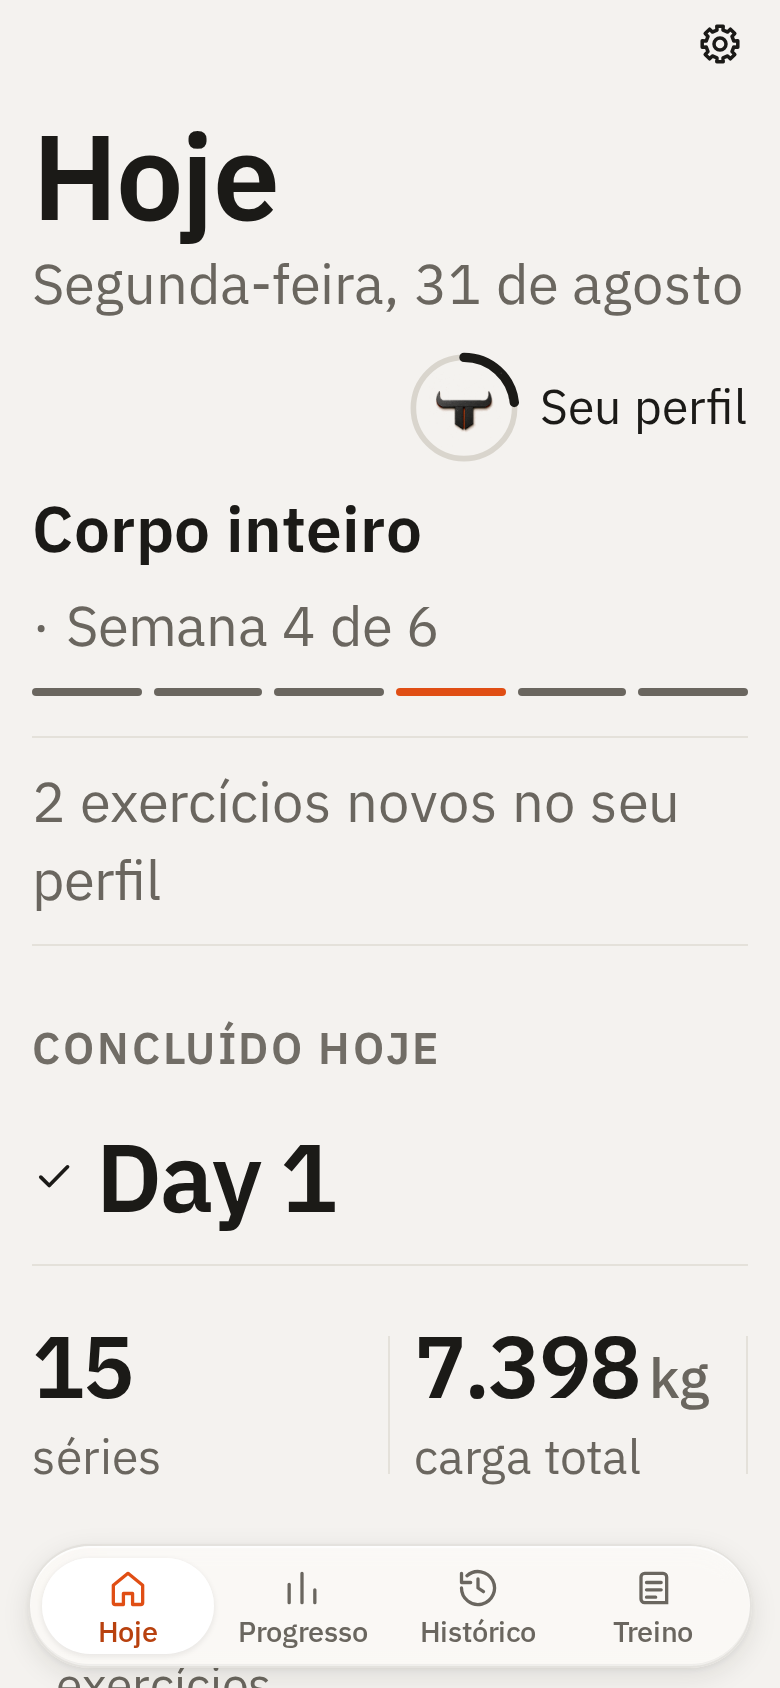 Hoje
Segunda-feira, 31 de agosto
Seu perfil
Corpo inteiro
· Semana 4 de 6
2 exercícios novos no seu
perfil
CONCLUÍDO HOJE
Day 1
15
séries
7.398 kg
carga total
exercícios
Hoje
Progresso
Histórico
Treino